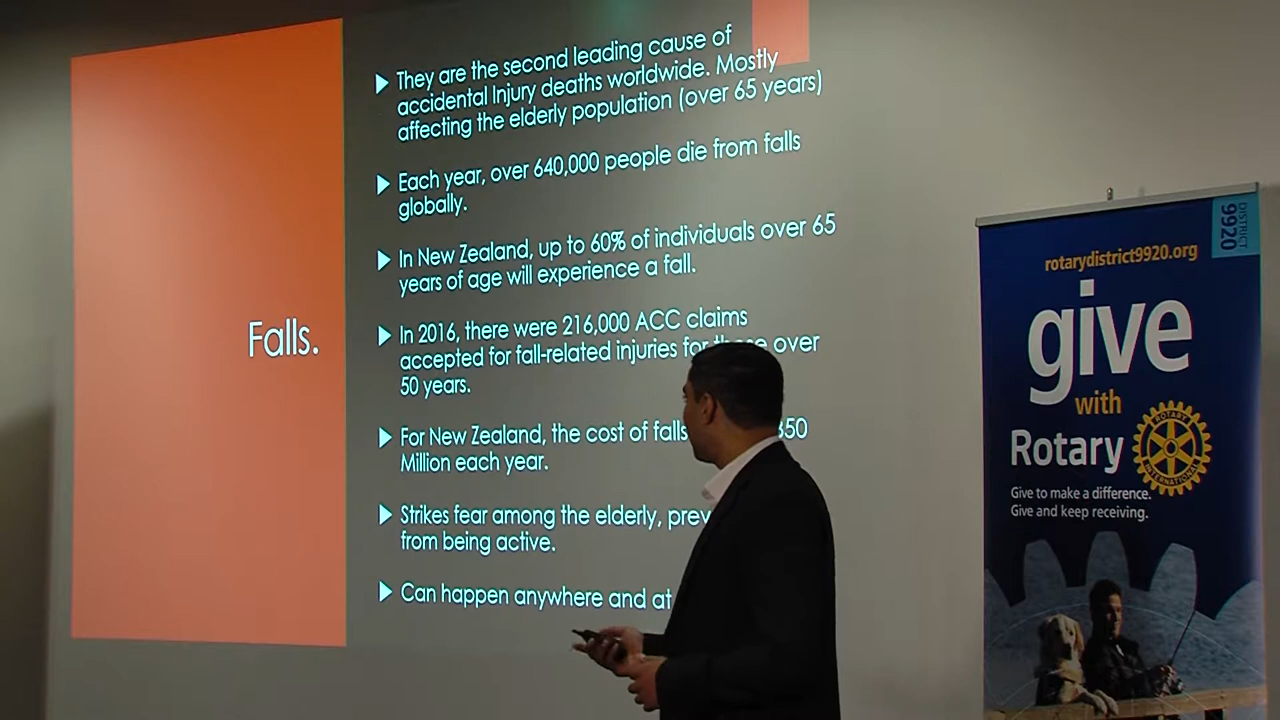 Falls.
They are the second leading cause of
accidental Injury deaths worldwide. Mostly
affecting the elderly population (over 65 years)
Each year, over 640,000 people die from falls
globally.
In New Zealand, up to 60% of individuals over 65
years of age will experience a fall.
In 2016, there were 216,000 ACC claims
accepted for fall-related injuries for those over
50 years.
For New Zealand, the cost of falls
Million each year.
Strikes fear among the elderly,
from being active.
Can happen anywhere and at
DISTRICT
9920
rotarydistrict9920.org
give
with
Rotary
ROTARY
INTERNATIONAL
Give to make a difference.
Give and keep receiving.